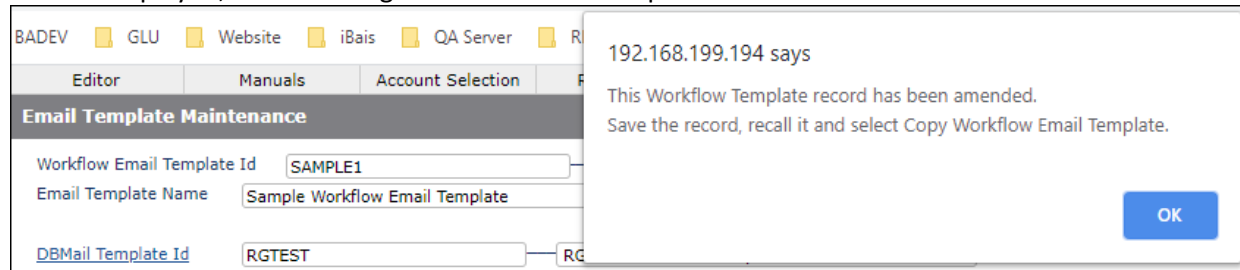 BADEV GLU Website iBais QA Server
192.168.199.194 says
Editor Manuals Account Selection
This Workflow Template record has been amended.
Save the record, recall it and select Copy Workflow Email Template.
Email Template Maintenance
Workflow Email Template Id SAMPLE1
Email Template Name Sample Workflow Email Template
OK
DBMail Template Id RGTEST RG